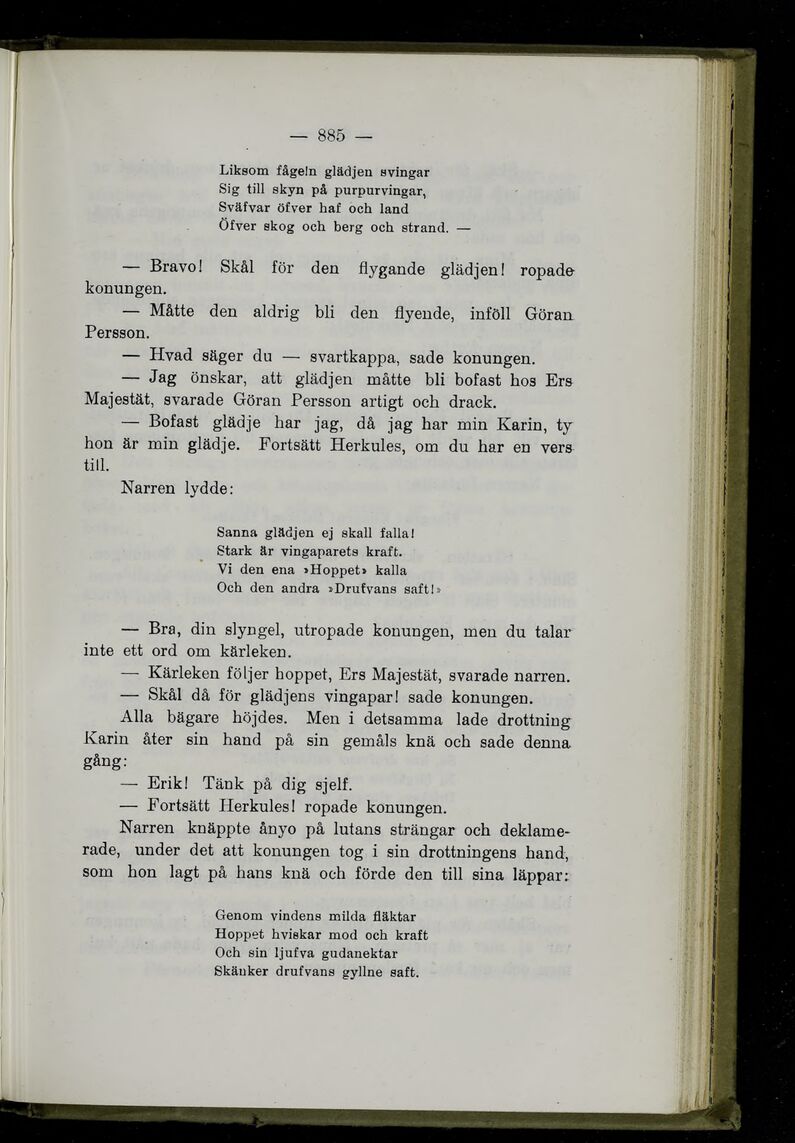 — 885 —
Liksom fågeln glädjen svingar
Sig till skyn på purpurvingar,
Sväfvar öfver haf och land
Öfver skog och berg och strand. —
— Bravo! Skål för den flygande glädjen! ropade
konungen.
— Måtte den aldrig bli den flyende, inföll Göran
Persson.
— Hvad säger du — svartkappa, sade konungen.
— Jag önskar, att glädjen måtte bli bofast hos Ers
Majestät, svarade Göran Persson artigt och drack.
— Bofast glädje har jag, då jag har min Karin, ty
hon är min glädje. Fortsätt Herkules, om du har en vers
till.
Narren lydde:
Sanna glädjen ej skall falla!
Stark är vingaparets kraft.
Vi den ena »Hoppet» kalla
Och den andra »Drufvans saft!»
— Bra, din slyngel, utropade konungen, men du talar
inte ett ord om kärleken.
— Kärleken följer hoppet, Ers Majestät, svarade narren.
— Skål då för glädjens vingapar! sade konungen.
Alla bägare höjdes. Men i detsamma lade drottning
Karin åter sin hand på sin gemåls knä och sade denna
gång:
— Erik! Tänk på dig sjelf.
— Fortsätt Herkules! ropade konungen.
Narren knäppte ånyo på lutans strängar och deklame-
rade, under det att konungen tog i sin drottningens hand,
som hon lagt på hans knä och förde den till sina läppar:
Genom vindens milda fläktar
Hoppet hviskar mod och kraft
Och sin ljufva gudanektar
Skänker drufvans gyllne saft.